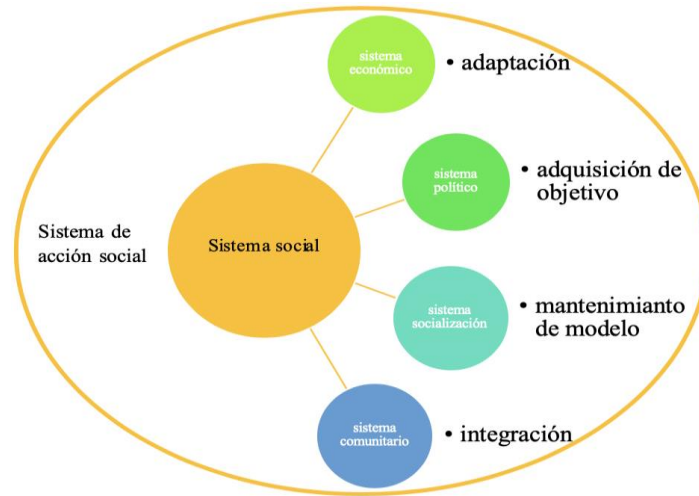 sistema
económico
• adaptación
sistema
político
• adquisición de
objetivo
Sistema de
acción social
Sistema social
sistema
socialización
• mantenimianto
de modelo
sistema
comunitario
• integración